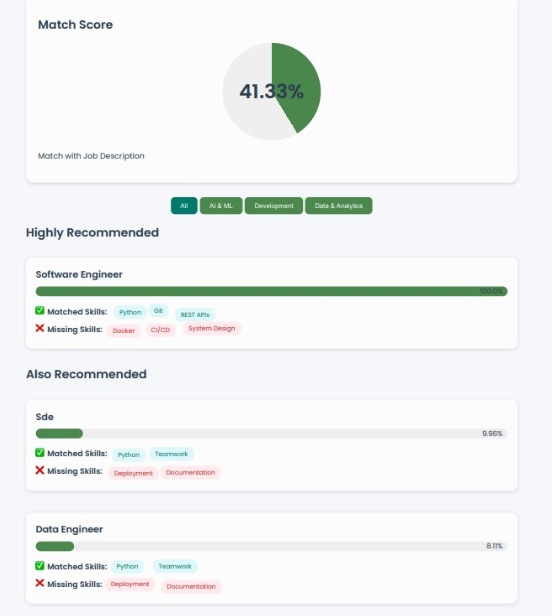 Match Score
41.33%
Match with Job Description
All AI & ML Development Data & Analytics
Highly Recommended
Software Engineer
100.0%
✅ Matched Skills: Python Git REST APIs
❌ Missing Skills: Docker CI/CD System Design
Also Recommended
Sde
9.96%
✅ Matched Skills: Python Teamwork
❌ Missing Skills: Deployment Documentation
Data Engineer
8.11%
✅ Matched Skills: Python Teamwork
❌ Missing Skills: Deployment Documentation